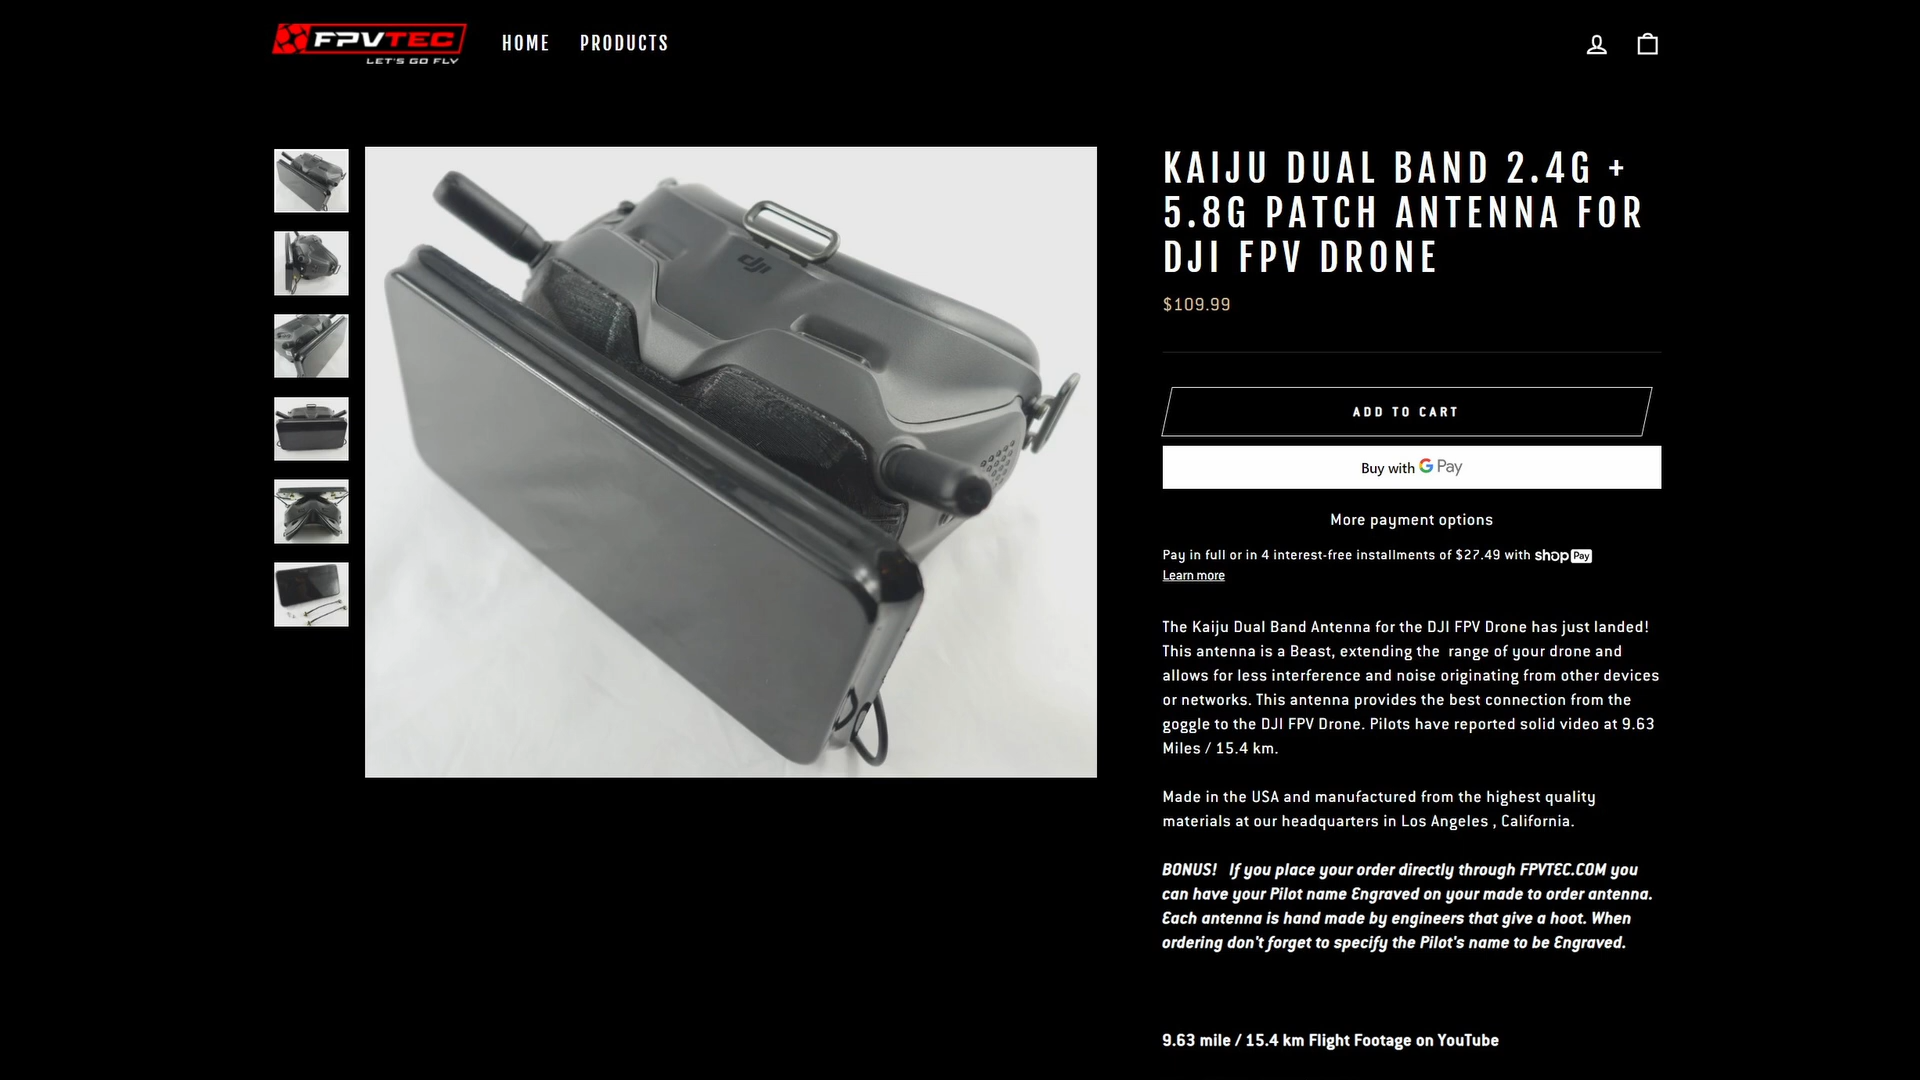 FPVTEC
LET'S GO FLY
HOME
PRODUCTS
dji
KAIJU DUAL BAND 2.4G +
5.8G PATCH ANTENNA FOR
DJI FPV DRONE
$109.99
ADD TO CART
Buy with G Pay
More payment options
Pay in full or in 4 interest-free installments of $27.49 with shop Pay
Learn more
The Kaiju Dual Band Antenna for the DJI FPV Drone has just landed!
This antenna is a Beast, extending the range of your drone and
allows for less interference and noise originating from other devices
or networks. This antenna provides the best connection from the
goggle to the DJI FPV Drone. Pilots have reported solid video at 9.63
Miles / 15.4 km.
Made in the USA and manufactured from the highest quality
materials at our headquarters in Los Angeles , California.
BONUS! If you place your order directly through FPVTEC.COM you
can have your Pilot name Engraved on your made to order antenna.
Each antenna is hand made by engineers that give a hoot. When
ordering don't forget to specify the Pilot's name to be Engraved.
9.63 mile / 15.4 km Flight Footage on YouTube